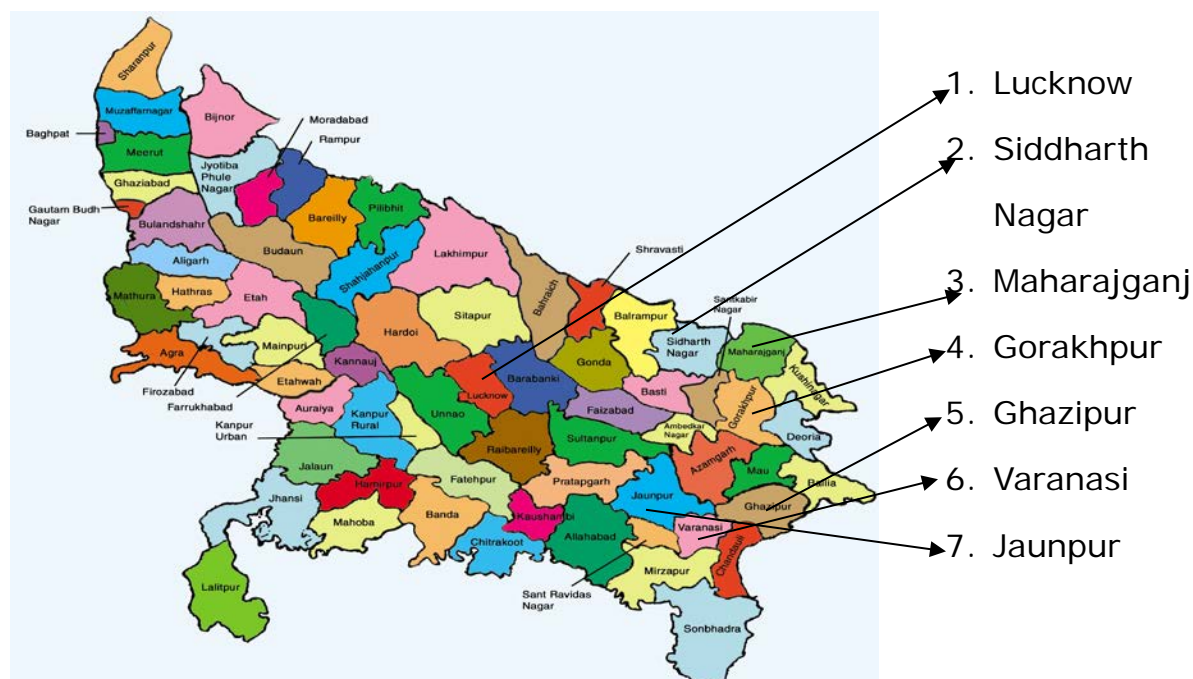 Sharanpur
Muzaffarnagar
Bijnor
Baghpat
Moradabad
Rampur
Meerut
Jyotiba
Phule
Nagar
Ghaziabad
Gautam Budh
Nagar
Bulandshahr
Bareilly
Pilibhit
Budaun
Aligarh
Shahjahanpur
Lakhimpur
Shravasti
Mathura
Hathras
Etah
Bahraich
Santkabir
Nagar
Hardoi
Sitapur
Balrampur
Sidharth
Nagar
Maharajganj
Kushinagar
Agra
Mainpuri
Gonda
Firozabad
Farrukhabad
Kannauj
Etahwah
Lucknow
Barabanki
Basti
Gorakhpur
Auraiya
Kanpur
Rural
Unnao
Faizabad
Ambedkar
Nagar
Deoria
Kanpur
Urban
Raibareilly
Sultanpur
Azamgarh
Mau
Ballia
Jalaun
Hamirpur
Fatehpur
Pratapgarh
Jaunpur
Ghazipur
Jhansi
Mahoba
Banda
Kaushambi
Varanasi
Chitrakoot
Allahabad
Chandauli
Mirzapur
Lalitpur
Sant Ravidas
Nagar
Sonbhadra
1. Lucknow
2. Siddharth
Nagar
3. Maharajganj
4. Gorakhpur
5. Ghazipur
6. Varanasi
7. Jaunpur